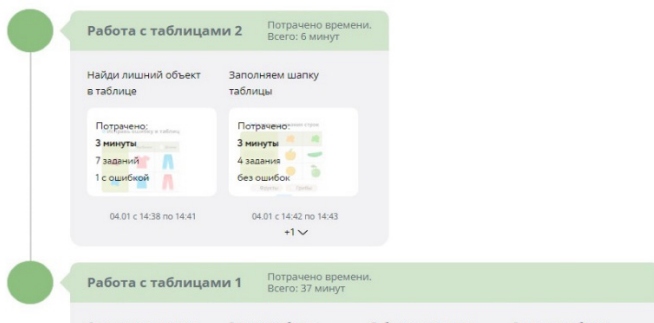 Работа с таблицами 2
Потрачено времени.
Всего: 6 минут
Найди лишний объект
в таблице
Заполняем шапку
таблицы
Потрачено:
3 минуты
7 заданий
1 с ошибкой
Потрачено:
3 минуты
4 задания
без ошибок
Фрукты Грибы
04.01 с 14:38 по 14:41
04.01 с 14:42 по 14:43
+1
Работа с таблицами 1
Потрачено времени.
Всего: 37 минут